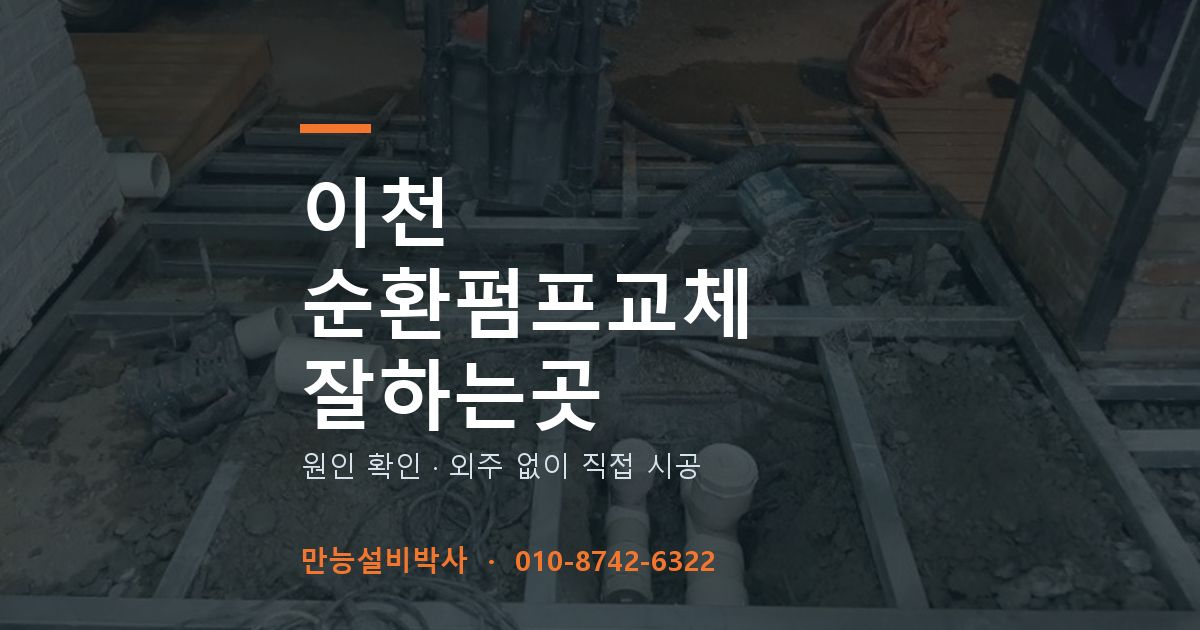 이천
순환펌프교체
잘하는곳
원인 확인 · 외주 없이 직접 시공
만능설비박사 · 010-8742-6322